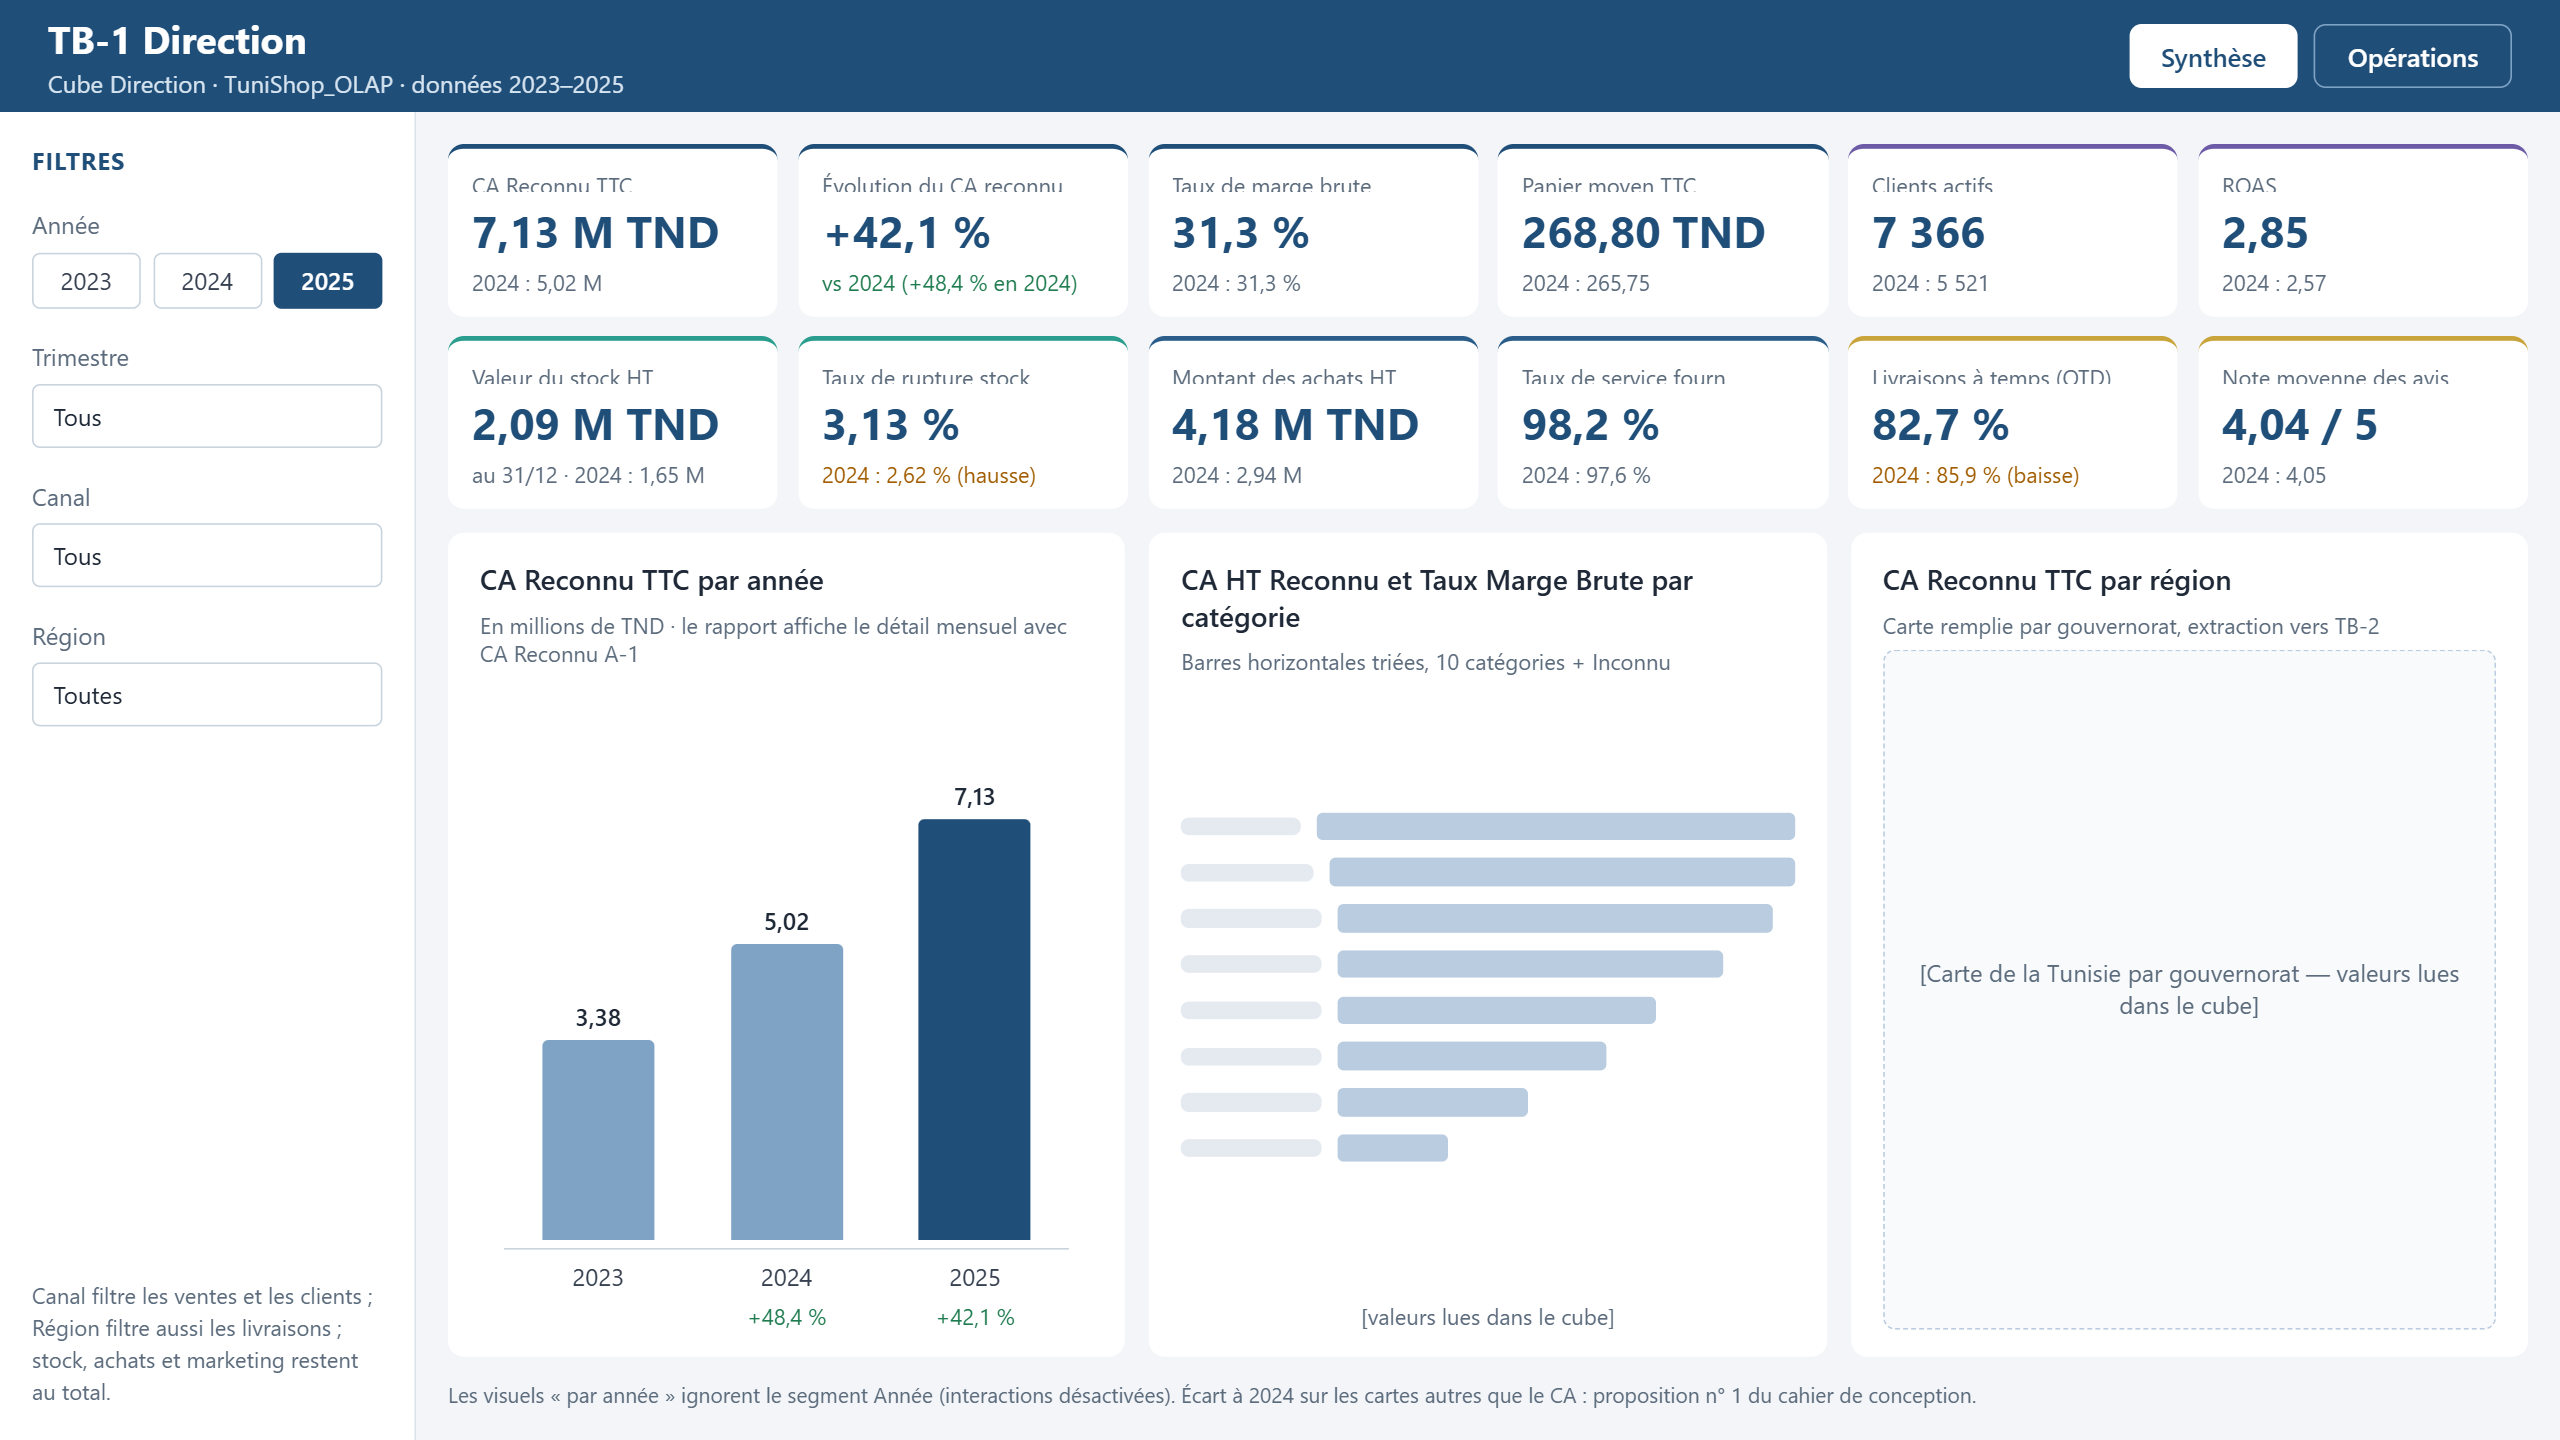 TB-1 Direction
Cube Direction · TuniShop_OLAP · données 2023–2025
Synthèse
Opérations
FILTRES
Année
2023
2024
2025
Trimestre
Tous
Canal
Tous
Région
Toutes
Canal filtre les ventes et les clients ;
Région filtre aussi les livraisons ;
stock, achats et marketing restent
au total.
CA Reconnu TTC
7,13 M TND
2024 : 5,02 M
Évolution du CA reconnu
+42,1 %
vs 2024 (+48,4 % en 2024)
Taux de marge brute
31,3 %
2024 : 31,3 %
Panier moyen TTC
268,80 TND
2024 : 265,75
Clients actifs
7 366
2024 : 5 521
ROAS
2,85
2024 : 2,57
Valeur du stock HT
2,09 M TND
au 31/12 · 2024 : 1,65 M
Taux de rupture stock
3,13 %
2024 : 2,62 % (hausse)
Montant des achats HT
4,18 M TND
2024 : 2,94 M
Taux de service fourn
98,2 %
2024 : 97,6 %
Livraisons à temps (OTD)
82,7 %
2024 : 85,9 % (baisse)
Note moyenne des avis
4,04 / 5
2024 : 4,05
CA Reconnu TTC par année
En millions de TND · le rapport affiche le détail mensuel avec
CA Reconnu A-1
3,38
5,02
7,13
2023
2024
2025
+48,4 %
+42,1 %
CA HT Reconnu et Taux Marge Brute par
catégorie
Barres horizontales triées, 10 catégories + Inconnu
[valeurs lues dans le cube]
CA Reconnu TTC par région
Carte remplie par gouvernorat, extraction vers TB-2
[Carte de la Tunisie par gouvernorat — valeurs lues
dans le cube]
Les visuels « par année » ignorent le segment Année (interactions désactivées). Écart à 2024 sur les cartes autres que le CA : proposition n° 1 du cahier de conception.